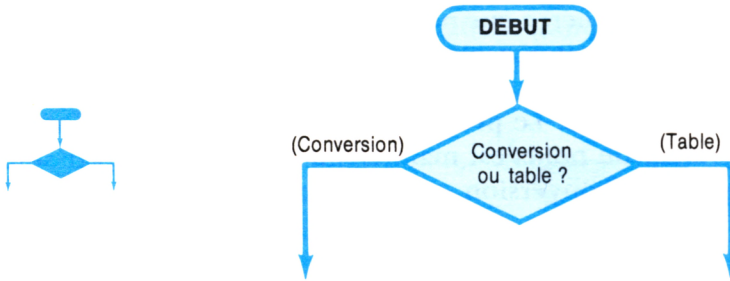 DEBUT
(Conversion)
Conversion
ou table ?
(Table)